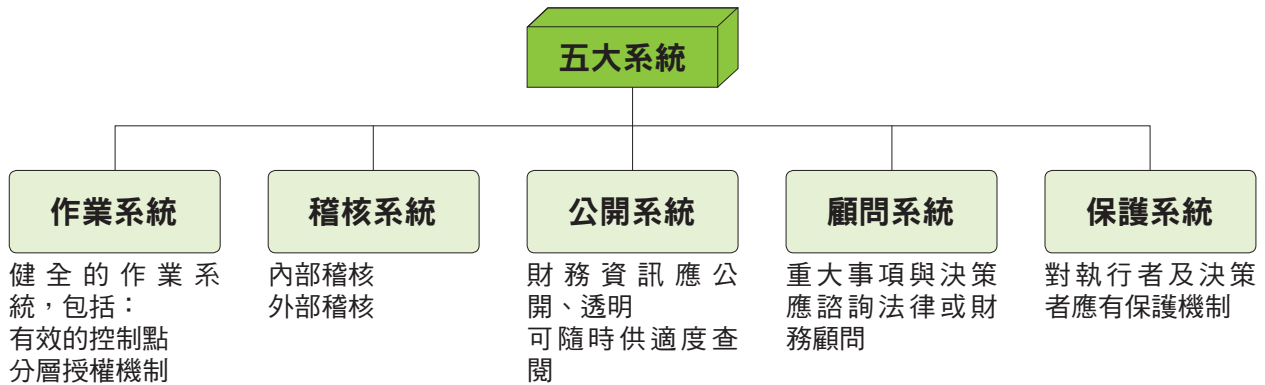 五大系統
作業系統
健全的作業系
統，包括：
有效的控制點
分層授權機制
稽核系統
內部稽核
外部稽核
公開系統
財務資訊應公
開、透明
可隨時供適度查
閱
顧問系統
重大事項與決策
應諮詢法律或財
務顧問
保護系統
對執行者及決策
者應有保護機制